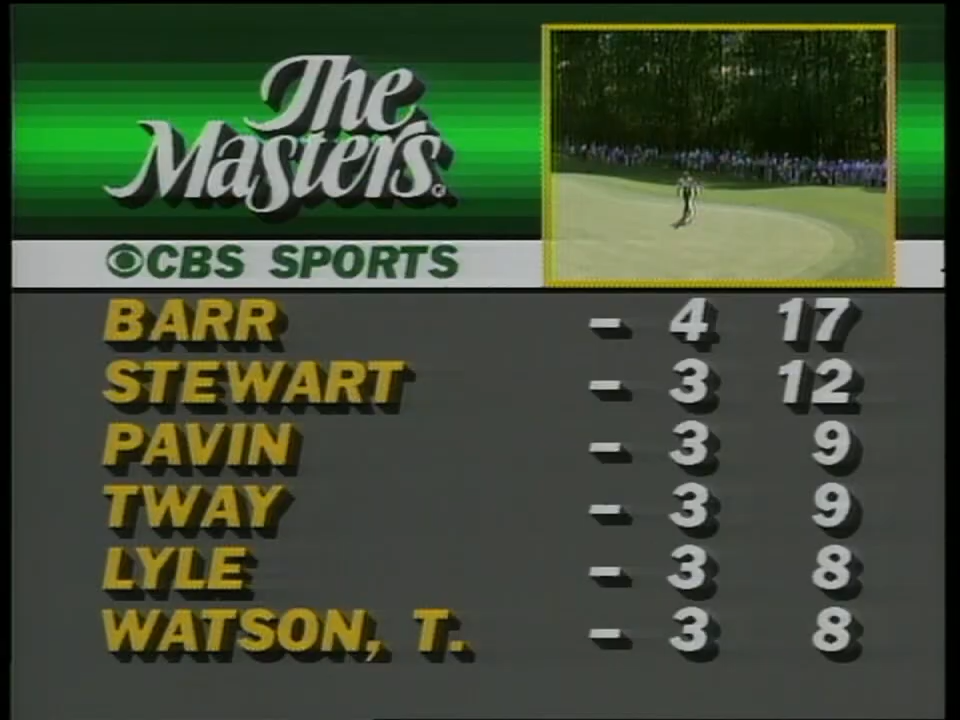 The
Masters®
CBS SPORTS
BARR - 4 17
STEWART - 3 12
PAVIN - 3 9
TWAY - 3 9
LYLE - 3 8
WATSON, T. - 3 8